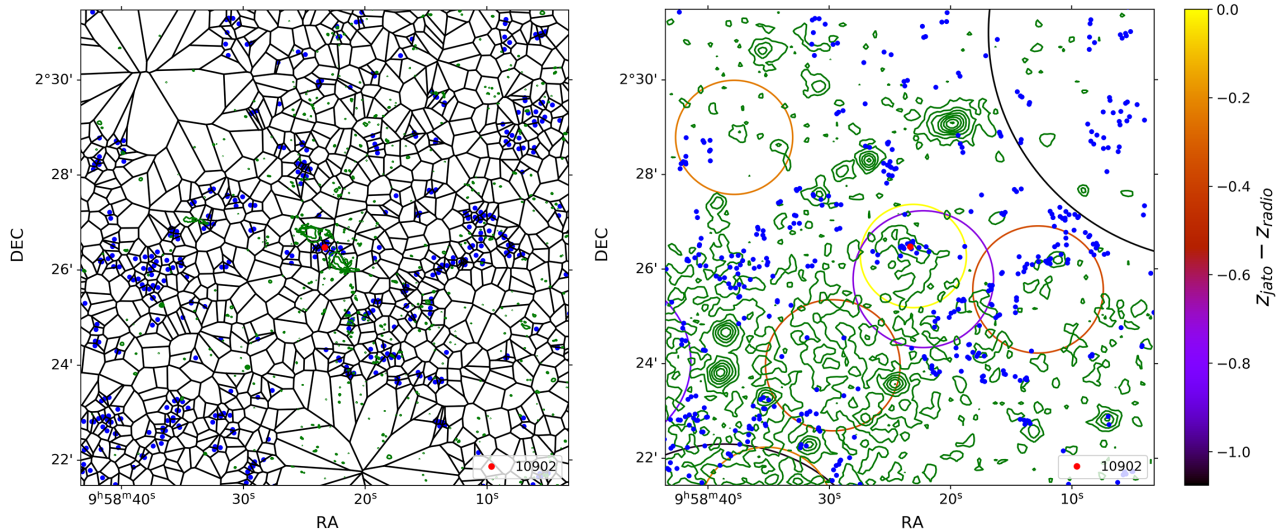 2°30'
28'
26'
24'
22'
DEC
9ʰ58ᵐ40ˢ
30ˢ
20ˢ
10ˢ
RA
10902
2°30'
28'
26'
24'
22'
DEC
9ʰ58ᵐ40ˢ
30ˢ
20ˢ
10ˢ
RA
10902
0.0
−0.2
−0.4
−0.6
−0.8
−1.0
z_jato − z_radio